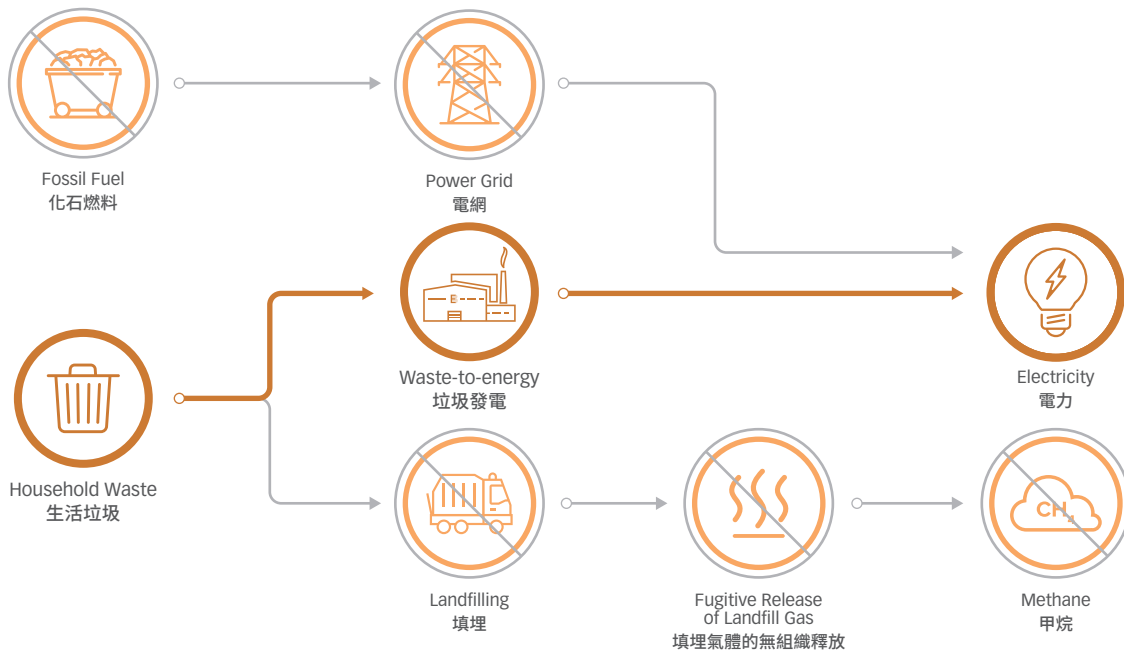 Fossil Fuel
化石燃料
Power Grid
電網
Waste-to-energy
垃圾發電
Electricity
電力
Household Waste
生活垃圾
CH₄
Landfilling
填埋
Fugitive Release
of Landfill Gas
填埋氣體的無組織釋放
Methane
甲烷